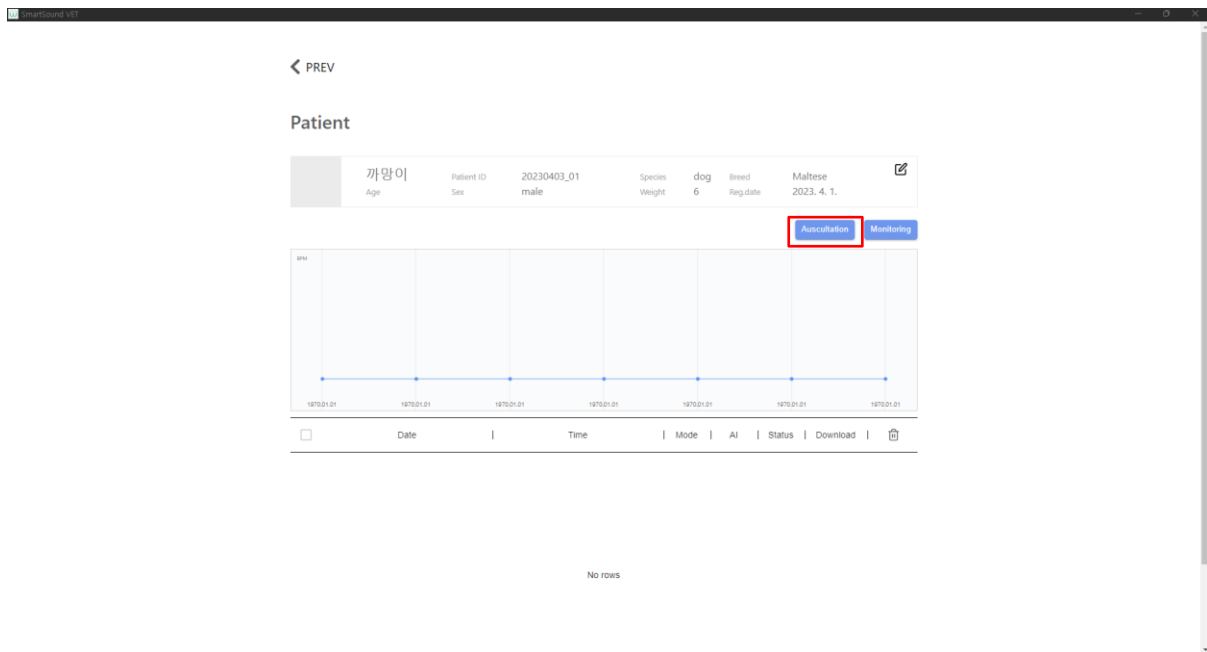 SmartSound VET
PREV
Patient
까망이 Patient ID 20230403_01 Species dog Breed Maltese
Age Sex male Weight 6 Reg.date 2023. 4. 1.
Auscultation Monitoring
BPM
1970.01.01 1970.01.01 1970.01.01 1970.01.01 1970.01.01 1970.01.01 1970.01.01
Date | Time | Mode | AI | Status | Download |
No rows